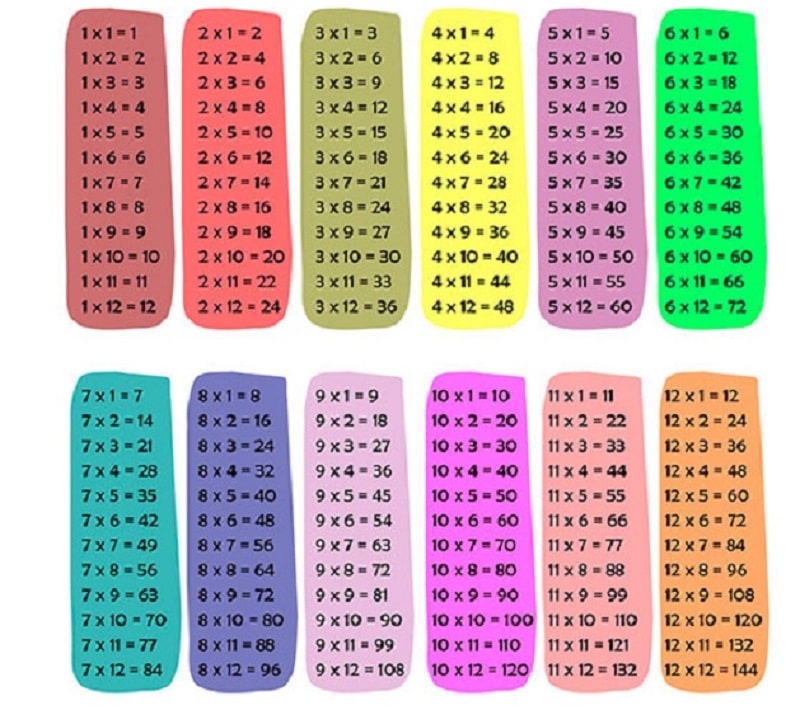 1 x 1 = 1
1 x 2 = 2
1 x 3 = 3
1 x 4 = 4
1 x 5 = 5
1 x 6 = 6
1 x 7 = 7
1 x 8 = 8
1 x 9 = 9
1 x 10 = 10
1 x 11 = 11
1 x 12 = 12
2 x 1 = 2
2 x 2 = 4
2 x 3 = 6
2 x 4 = 8
2 x 5 = 10
2 x 6 = 12
2 x 7 = 14
2 x 8 = 16
2 x 9 = 18
2 x 10 = 20
2 x 11 = 22
2 x 12 = 24
3 x 1 = 3
3 x 2 = 6
3 x 3 = 9
3 x 4 = 12
3 x 5 = 15
3 x 6 = 18
3 x 7 = 21
3 x 8 = 24
3 x 9 = 27
3 x 10 = 30
3 x 11 = 33
3 x 12 = 36
4 x 1 = 4
4 x 2 = 8
4 x 3 = 12
4 x 4 = 16
4 x 5 = 20
4 x 6 = 24
4 x 7 = 28
4 x 8 = 32
4 x 9 = 36
4 x 10 = 40
4 x 11 = 44
4 x 12 = 48
5 x 1 = 5
5 x 2 = 10
5 x 3 = 15
5 x 4 = 20
5 x 5 = 25
5 x 6 = 30
5 x 7 = 35
5 x 8 = 40
5 x 9 = 45
5 x 10 = 50
5 x 11 = 55
5 x 12 = 60
6 x 1 = 6
6 x 2 = 12
6 x 3 = 18
6 x 4 = 24
6 x 5 = 30
6 x 6 = 36
6 x 7 = 42
6 x 8 = 48
6 x 9 = 54
6 x 10 = 60
6 x 11 = 66
6 x 12 = 72
7 x 1 = 7
7 x 2 = 14
7 x 3 = 21
7 x 4 = 28
7 x 5 = 35
7 x 6 = 42
7 x 7 = 49
7 x 8 = 56
7 x 9 = 63
7 x 10 = 70
7 x 11 = 77
7 x 12 = 84
8 x 1 = 8
8 x 2 = 16
8 x 3 = 24
8 x 4 = 32
8 x 5 = 40
8 x 6 = 48
8 x 7 = 56
8 x 8 = 64
8 x 9 = 72
8 x 10 = 80
8 x 11 = 88
8 x 12 = 96
9 x 1 = 9
9 x 2 = 18
9 x 3 = 27
9 x 4 = 36
9 x 5 = 45
9 x 6 = 54
9 x 7 = 63
9 x 8 = 72
9 x 9 = 81
9 x 10 = 90
9 x 11 = 99
9 x 12 = 108
10 x 1 = 10
10 x 2 = 20
10 x 3 = 30
10 x 4 = 40
10 x 5 = 50
10 x 6 = 60
10 x 7 = 70
10 x 8 = 80
10 x 9 = 90
10 x 10 = 100
10 x 11 = 110
10 x 12 = 120
11 x 1 = 11
11 x 2 = 22
11 x 3 = 33
11 x 4 = 44
11 x 5 = 55
11 x 6 = 66
11 x 7 = 77
11 x 8 = 88
11 x 9 = 99
11 x 10 = 110
11 x 11 = 121
11 x 12 = 132
12 x 1 = 12
12 x 2 = 24
12 x 3 = 36
12 x 4 = 48
12 x 5 = 60
12 x 6 = 72
12 x 7 = 84
12 x 8 = 96
12 x 9 = 108
12 x 10 = 120
12 x 11 = 132
12 x 12 = 144